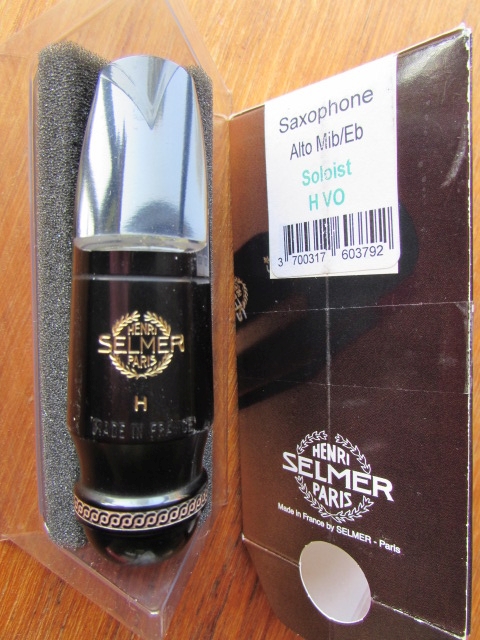 HENRI
SELMER
PARIS
H
MADE IN FRANCE
Saxophone
Alto Mib/Eb
Soloist
H VO
3 700317 603792
HENRI
SELMER
PARIS
Made in France by SELMER - Paris